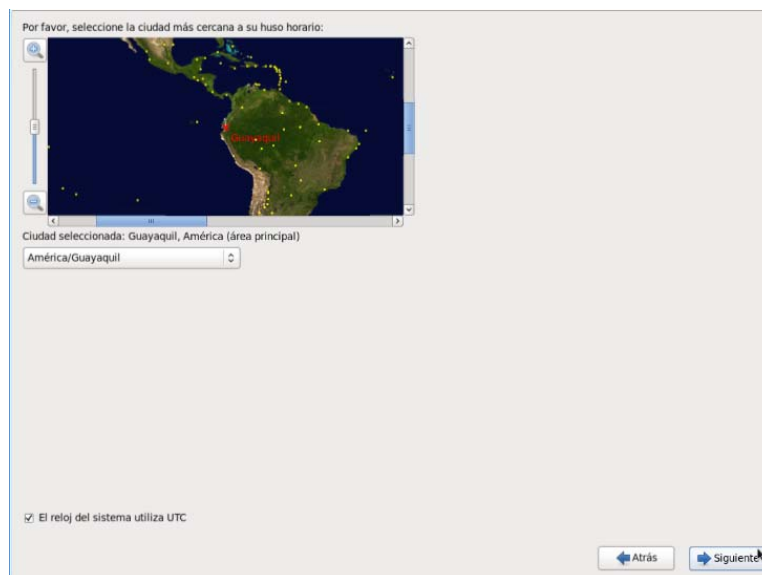 Por favor, seleccione la ciudad más cercana a su huso horario:
Guayaquil
Ciudad seleccionada: Guayaquil, América (área principal)
América/Guayaquil
El reloj del sistema utiliza UTC
Atrás
Siguiente